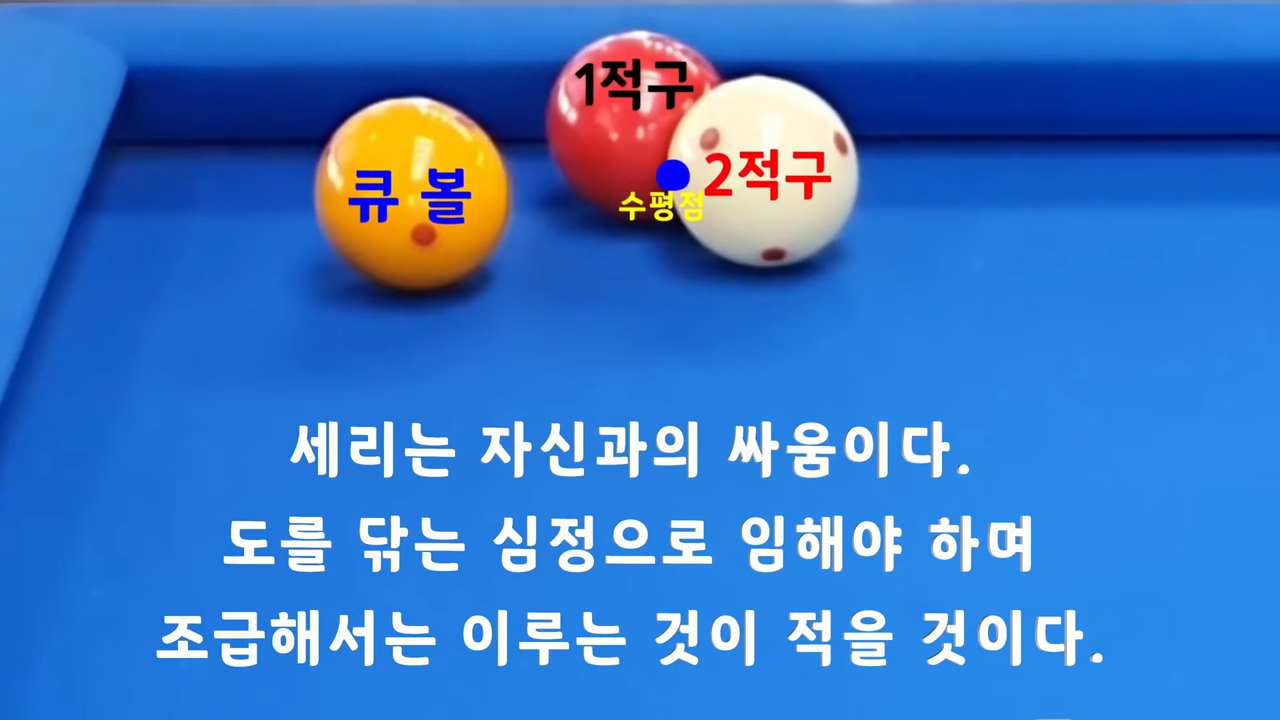 1적구
큐 볼
2적구
수평점
세리는 자신과의 싸움이다.
도를 닦는 심정으로 임해야 하며
조급해서는 이루는 것이 적을 것이다.